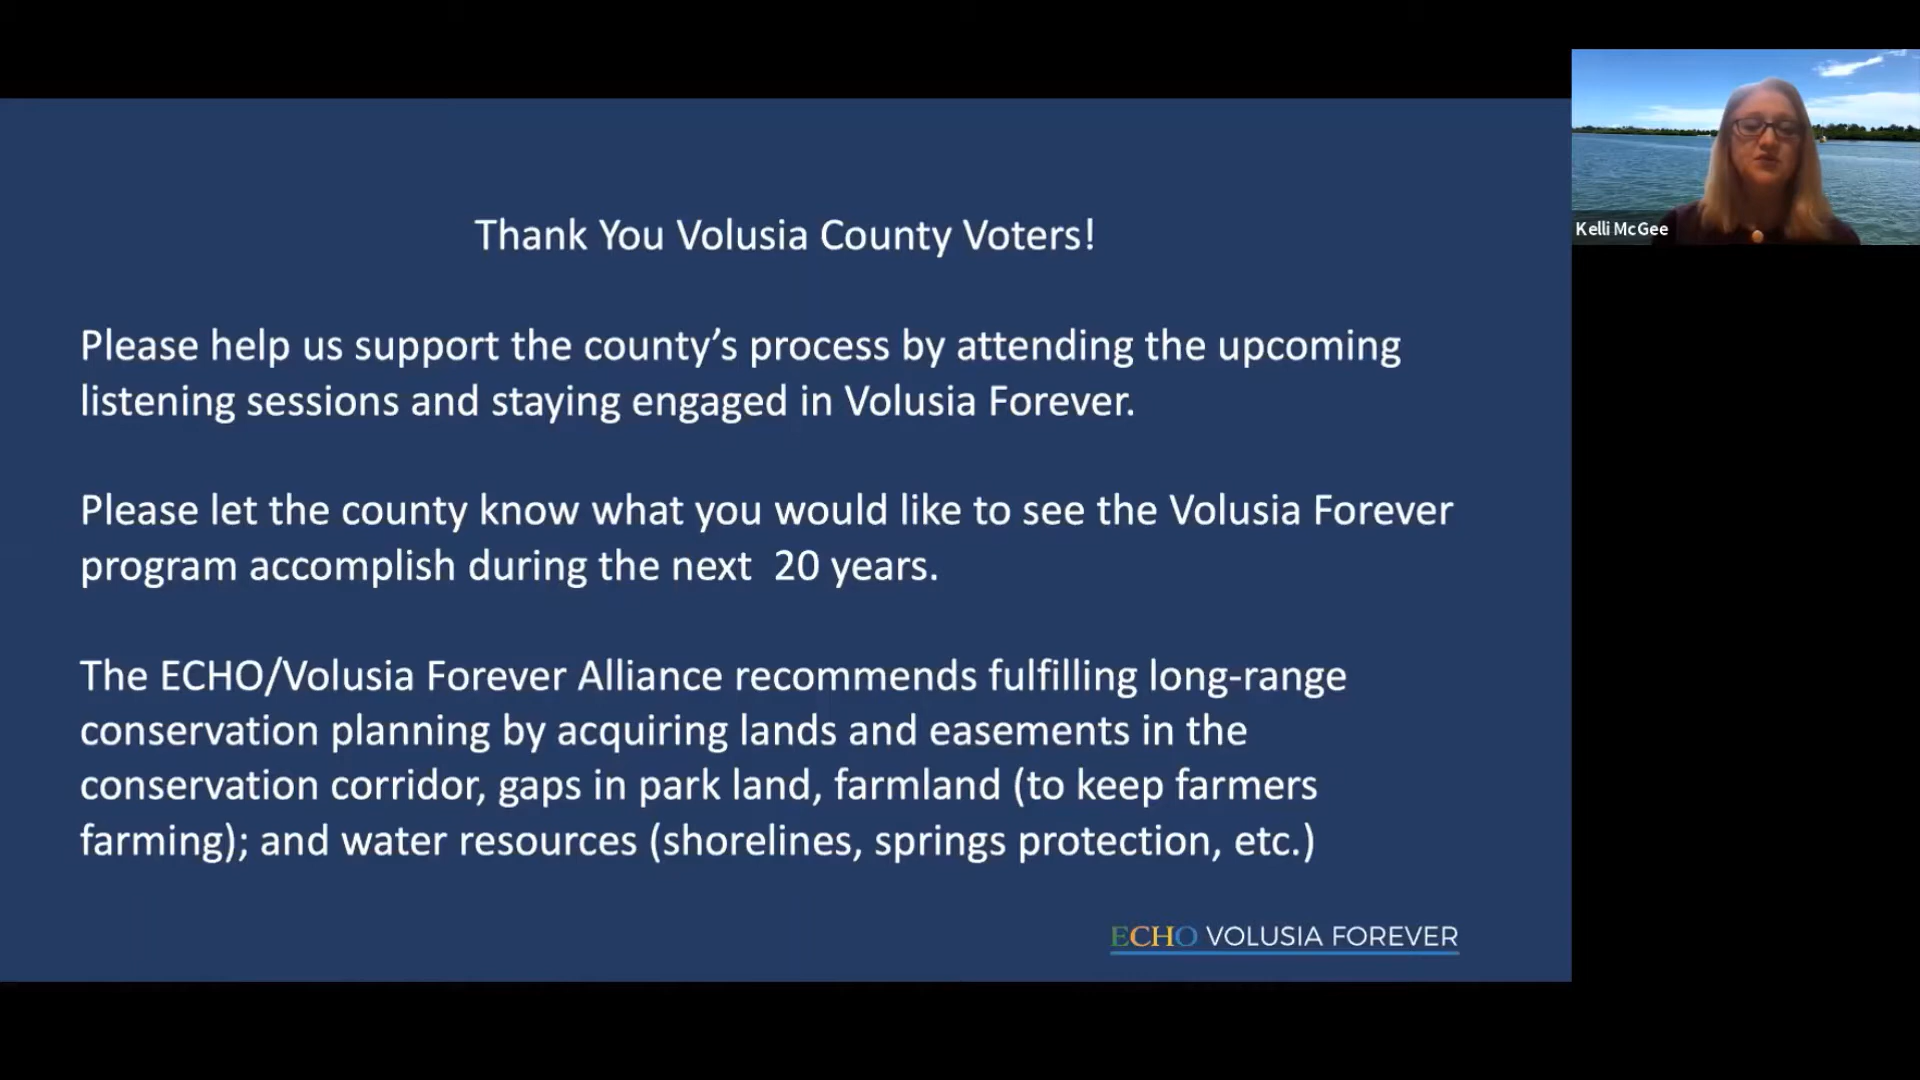 Thank You Volusia County Voters!
Please help us support the county’s process by attending the upcoming
listening sessions and staying engaged in Volusia Forever.
Please let the county know what you would like to see the Volusia Forever
program accomplish during the next  20 years.
The ECHO/Volusia Forever Alliance recommends fulfilling long-range
conservation planning by acquiring lands and easements in the
conservation corridor, gaps in park land, farmland (to keep farmers
farming); and water resources (shorelines, springs protection, etc.)
ECHO VOLUSIA FOREVER
Kelli McGee